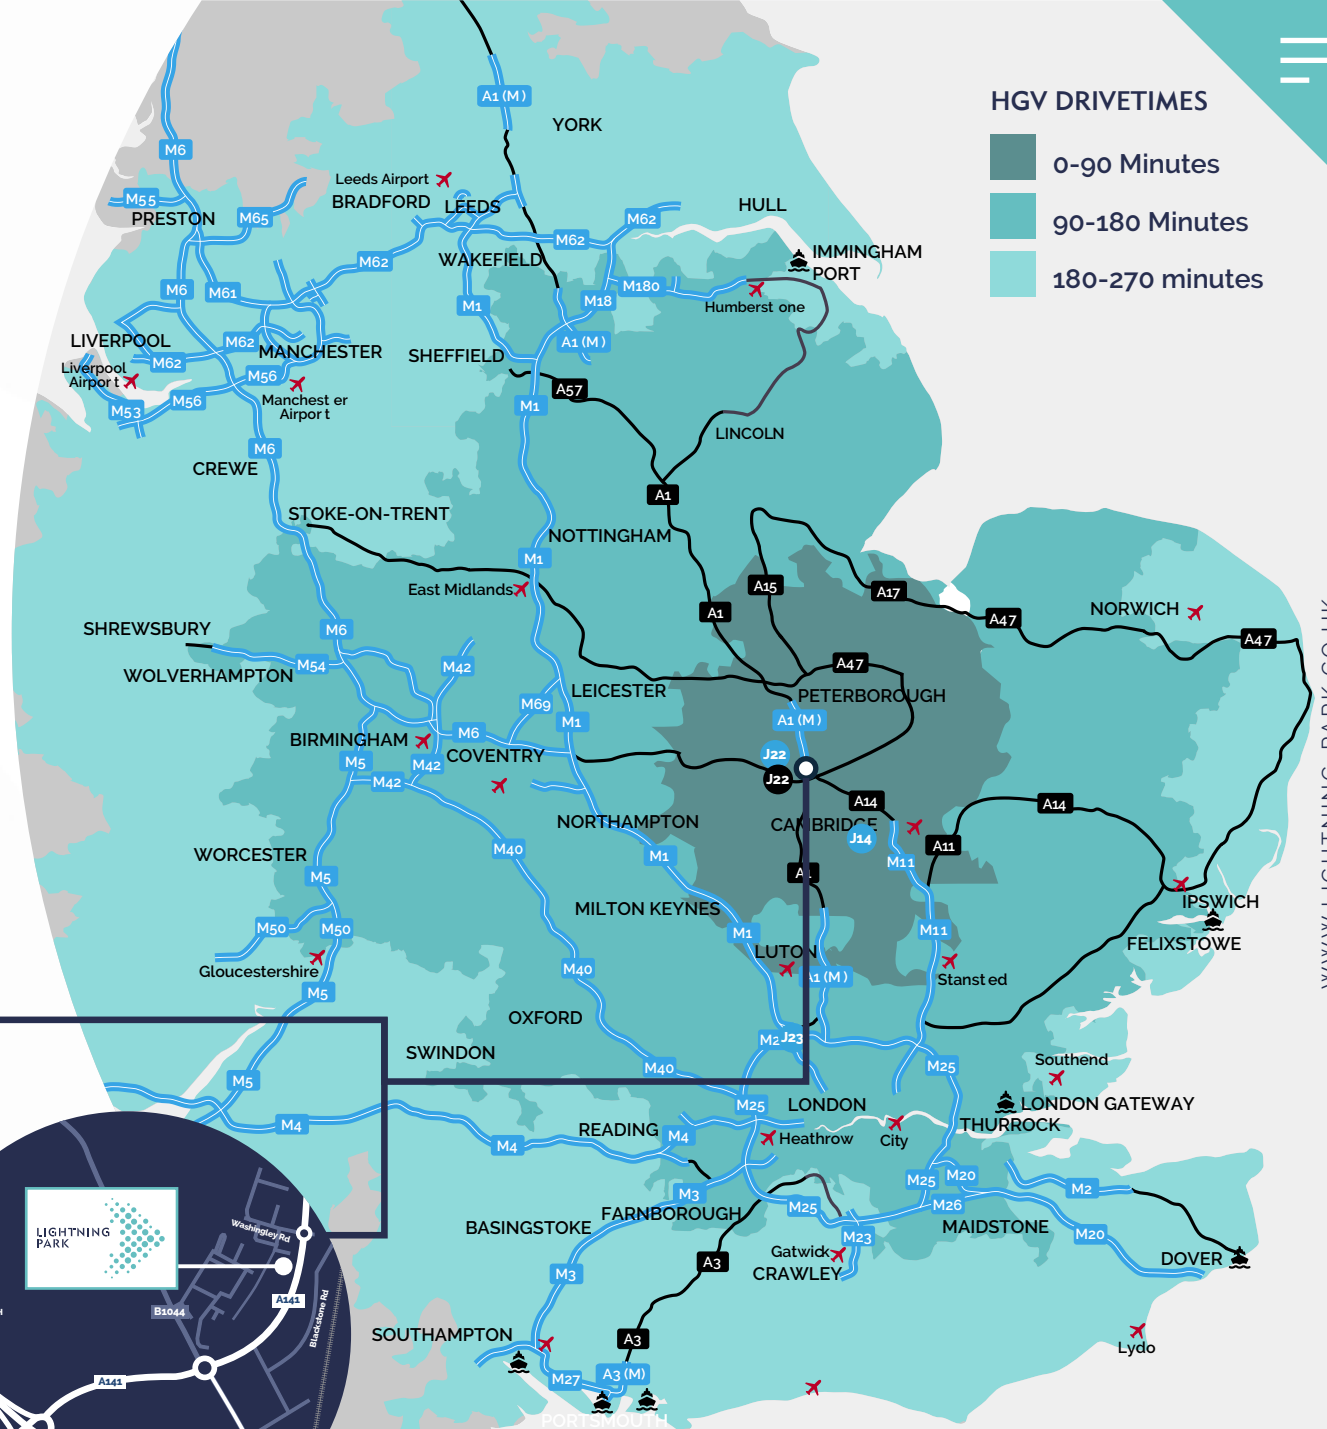 HGV DRIVETIMES
0-90 Minutes
90-180 Minutes
180-270 minutes
A1 (M )
YORK
M6
Leeds Airport
BRADFORD
LEEDS
M55
PRESTON
M65
M62
HULL
M62
WAKEFIELD
M62
IMMINGHAM
PORT
M6
M61
M1
M18
M180
Humberst one
LIVERPOOL
M62
MANCHESTER
SHEFFIELD
A1 (M )
Liverpool
Airpor t
M62
M56
Manchest er
Airpor t
M53
M56
A57
M1
LINCOLN
M6
CREWE
A1
STOKE-ON-TRENT
NOTTINGHAM
M1
East Midlands
A15
A17
A1
A47
NORWICH
A47
SHREWSBURY
M6
M54
M42
WOLVERHAMPTON
A47
LEICESTER
PETERBOROUGH
M69
M1
A1 (M )
BIRMINGHAM
M6
COVENTRY
M5
M42
M42
J22
J22
A14
A14
NORTHAMPTON
CAMBRIDGE
J14
A11
M40
WORCESTER
M1
M11
M5
A1
MILTON KEYNES
IPSWICH
M50
M50
M1
M11
FELIXSTOWE
LUTON
Gloucestershire
M40
A1 (M )
Stanst ed
M5
OXFORD
SWINDON
M2
J23
M40
M25
Southend
M5
M25
LONDON
LONDON GATEWAY
M4
READING
M4
THURROCK
M4
Heathrow
City
M3
M25
M25
M20
M2
M26
FARNBOROUGH
BASINGSTOKE
MAIDSTONE
M23
M20
Gatwick
CRAWLEY
A3
DOVER
M3
SOUTHAMPTON
A3
Lydo
M27
A3 (M)
PORTSMOUTH
LIGHTNING
PARK
Washingley Rd
B1044
A141
Blackstone Rd
A141